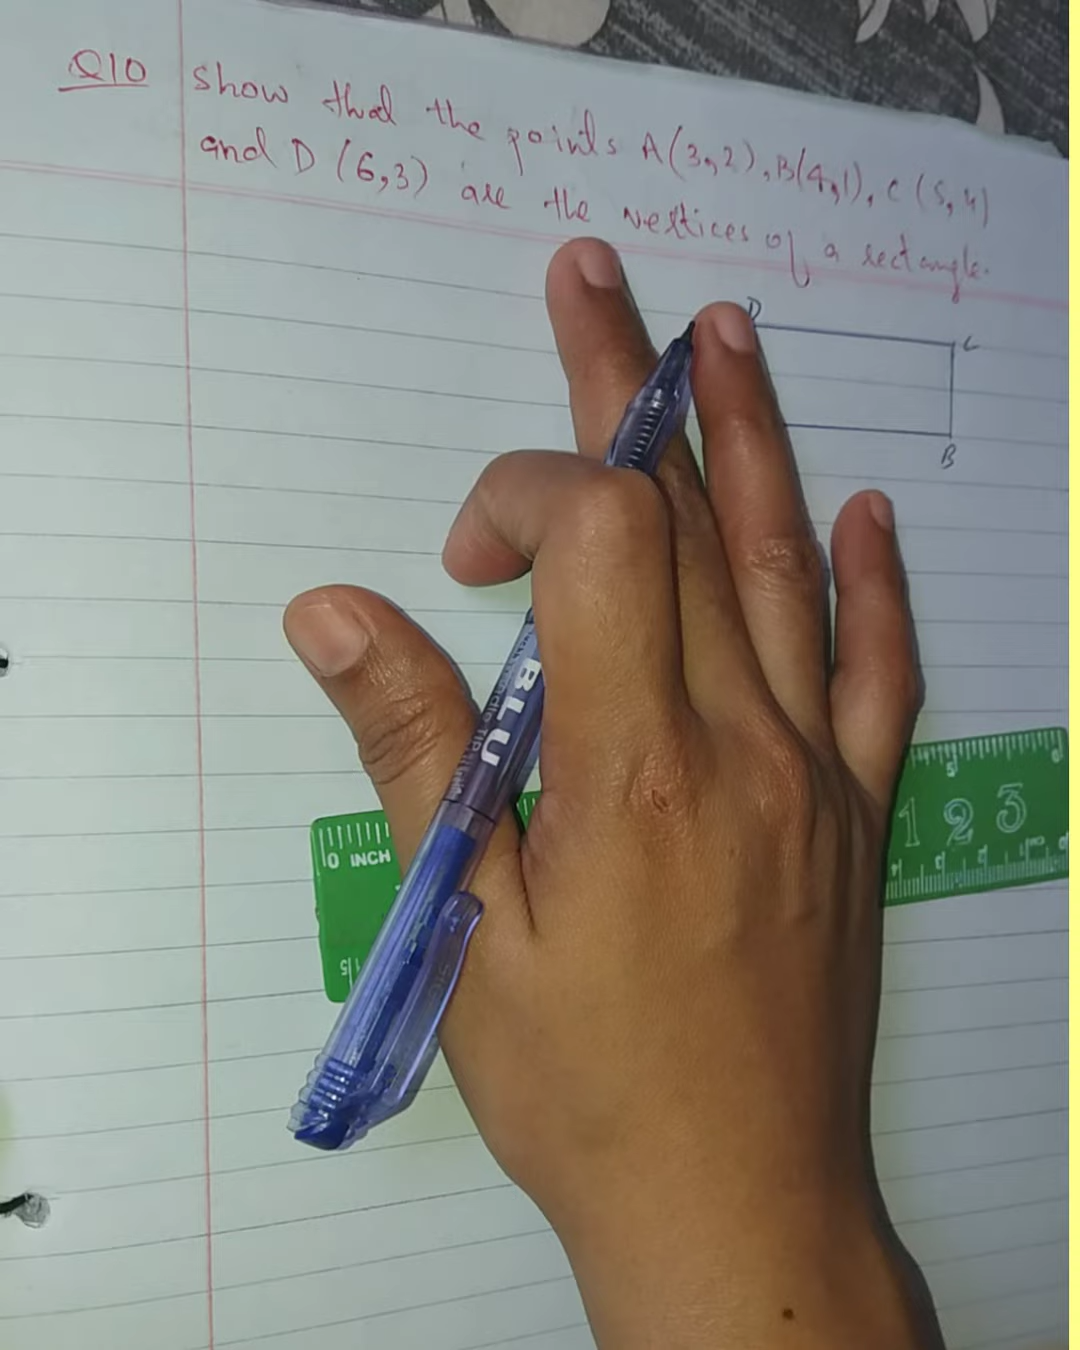 Q10 show that the points A(3,2), B(4,1), C(5,4)
and D (6,3) are the vertices of a rectangle.
D
C
B
BLU
0 INCH
1 2 3